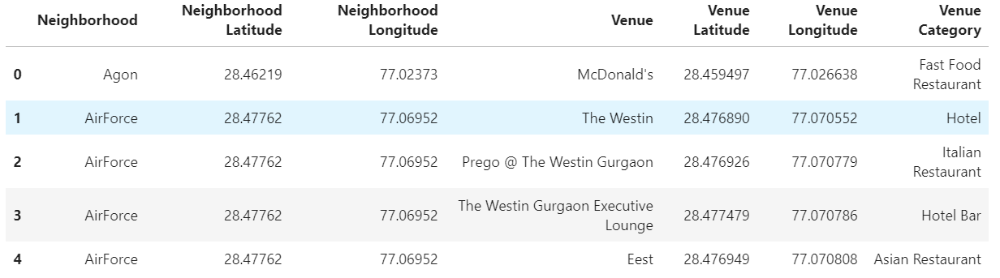 Neighborhood Neighborhood Latitude Neighborhood Longitude Venue Venue Latitude Venue Longitude Venue Category
0 Agon 28.46219 77.02373 McDonald's 28.459497 77.026638 Fast Food Restaurant
1 AirForce 28.47762 77.06952 The Westin 28.476890 77.070552 Hotel
2 AirForce 28.47762 77.06952 Prego @ The Westin Gurgaon 28.476926 77.070779 Italian Restaurant
3 AirForce 28.47762 77.06952 The Westin Gurgaon Executive Lounge 28.477479 77.070786 Hotel Bar
4 AirForce 28.47762 77.06952 Eest 28.476949 77.070808 Asian Restaurant